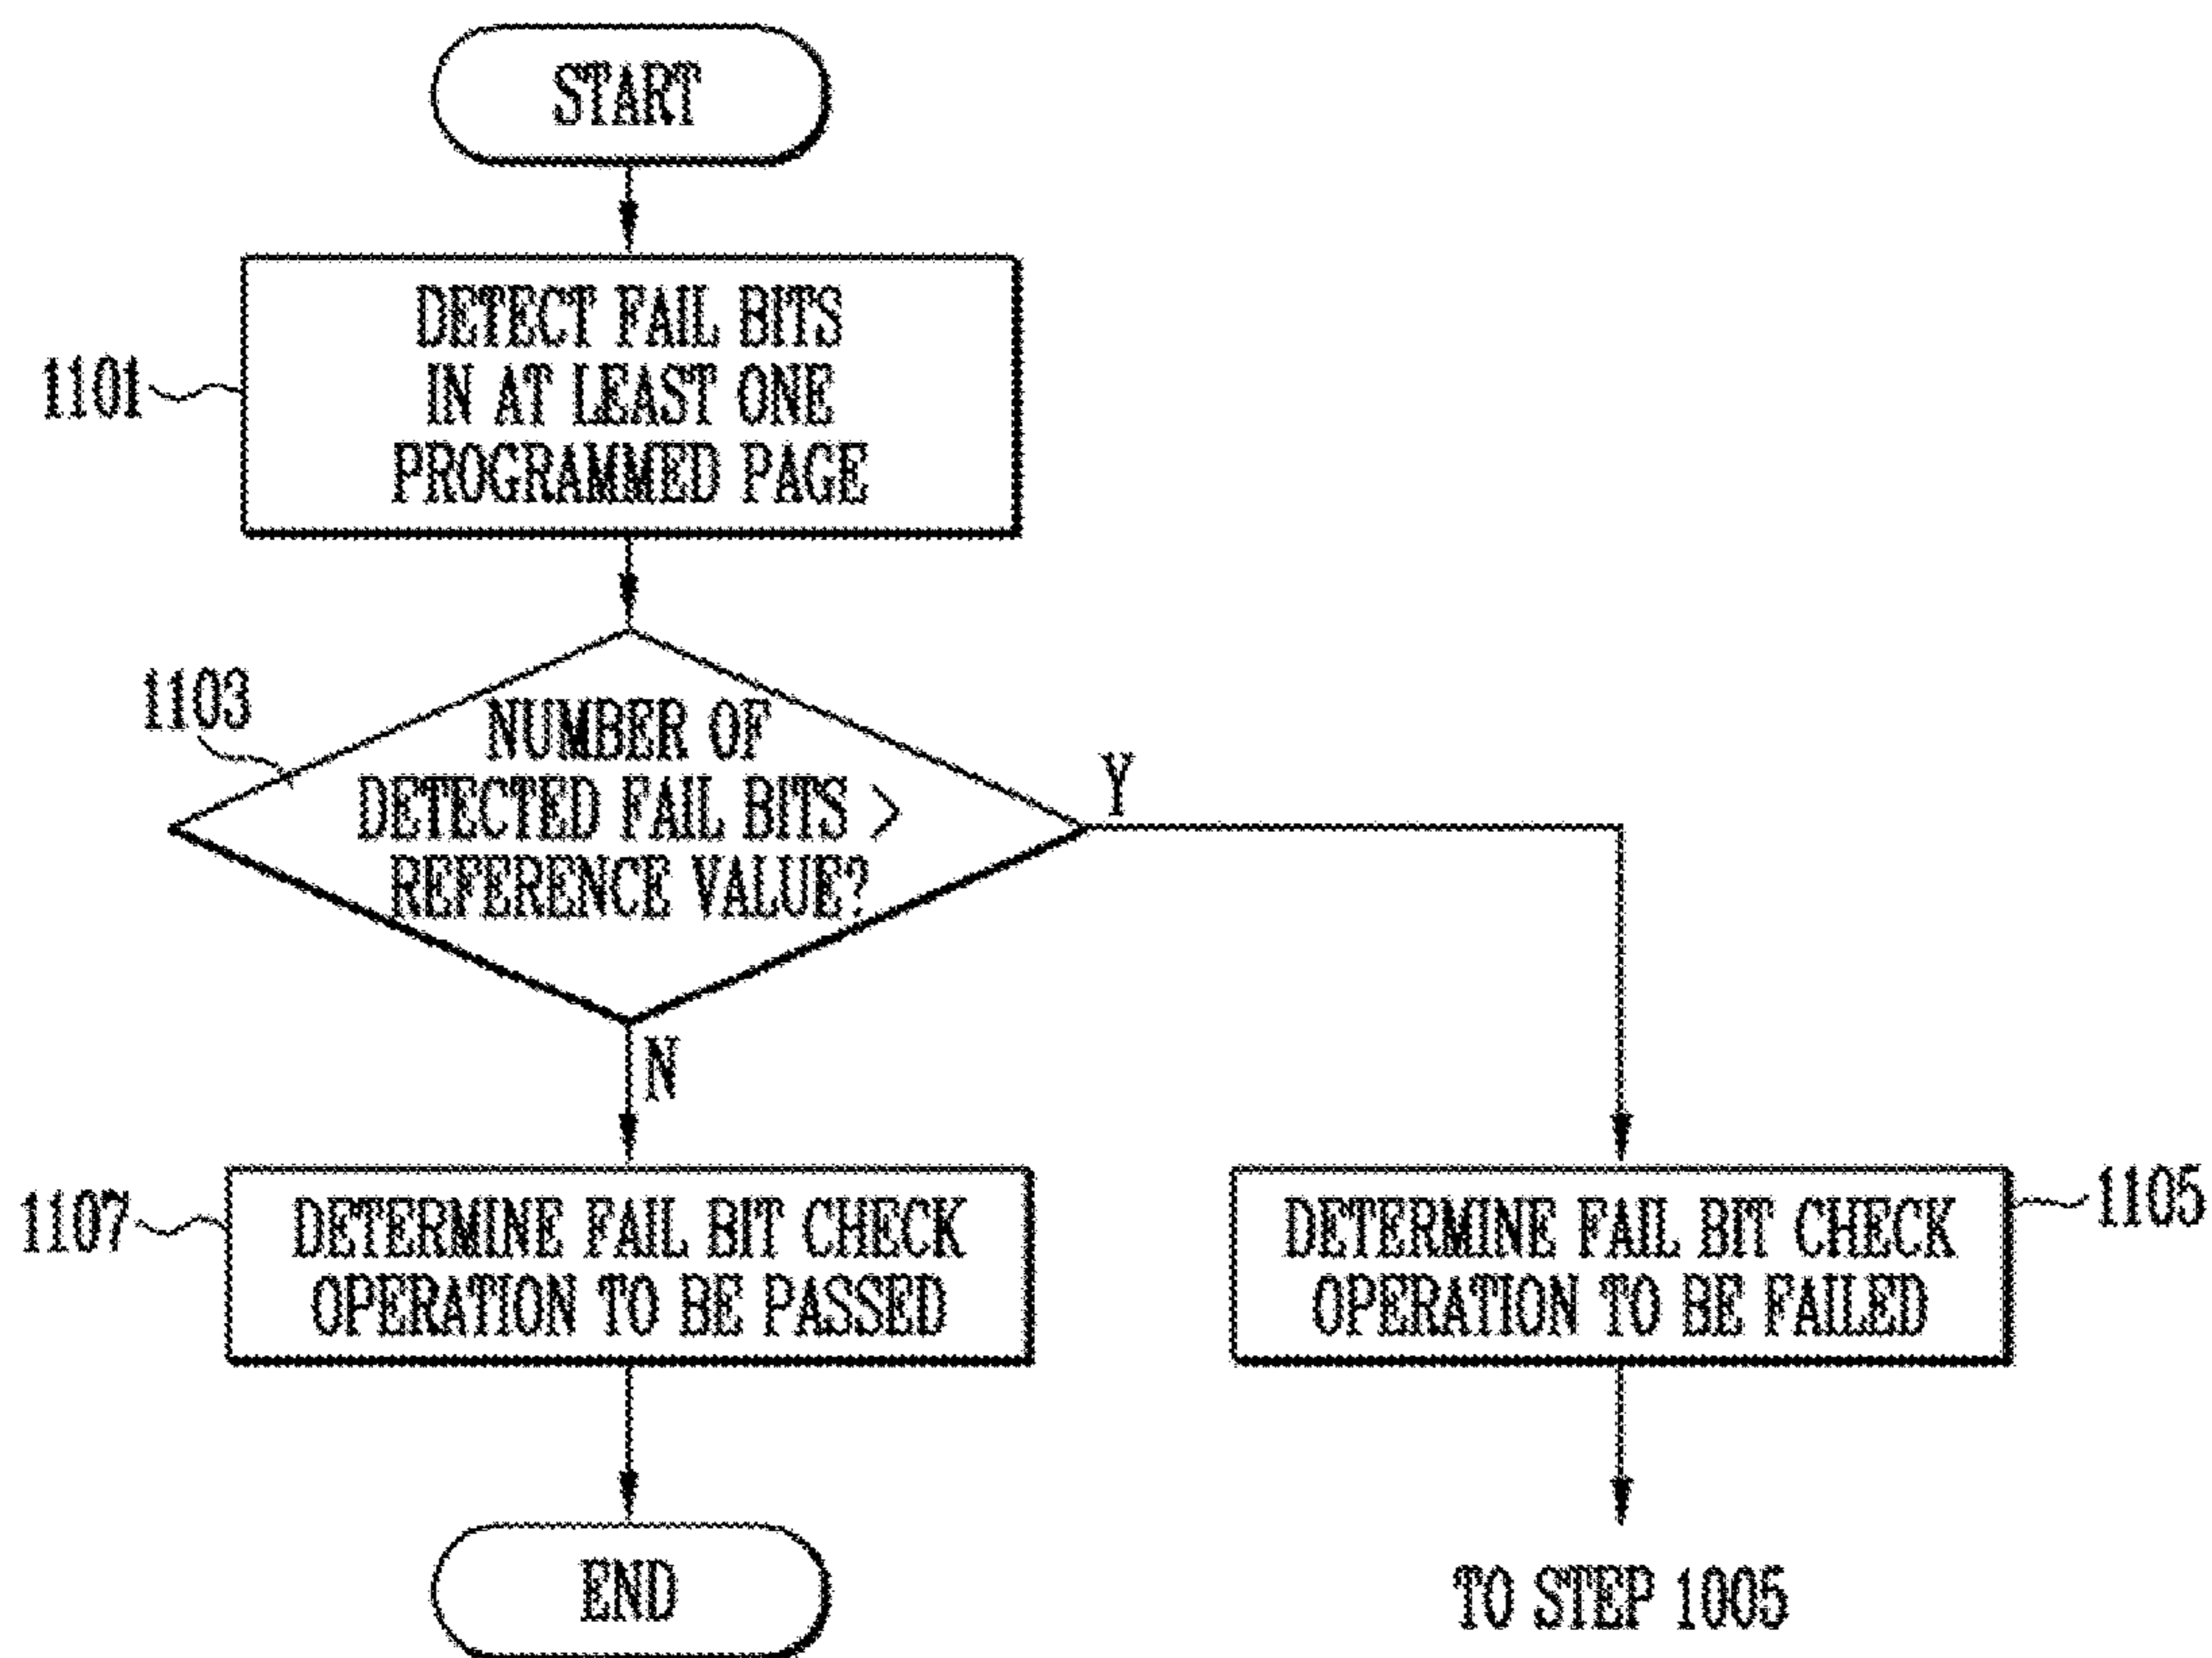 START
DETECT FAIL BITS
IN AT LEAST ONE
PROGRAMMED PAGE
1101
1103
NUMBER OF
DETECTED FAIL BITS >
REFERENCE VALUE?
Y
N
1107
DETERMINE FAIL BIT CHECK
OPERATION TO BE PASSED
DETERMINE FAIL BIT CHECK
OPERATION TO BE FAILED
1105
END
TO STEP 1005